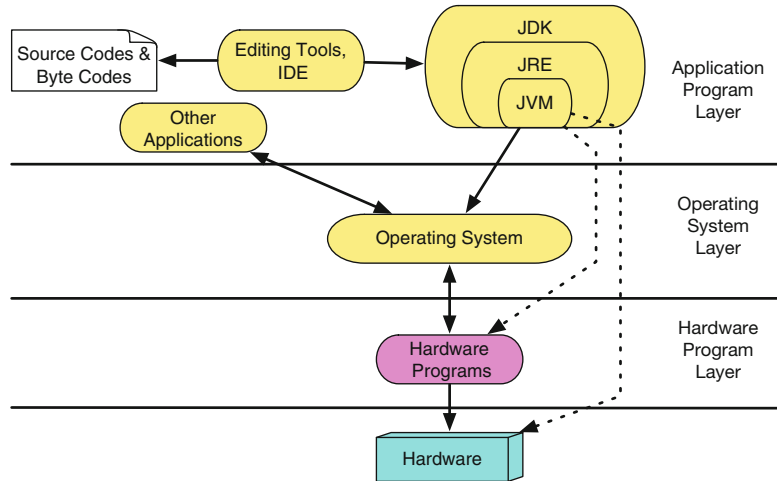 Source Codes &
Byte Codes
Editing Tools,
IDE
JDK
JRE
JVM
Application
Program
Layer
Other
Applications
Operating System
Operating
System
Layer
Hardware
Programs
Hardware
Program
Layer
Hardware